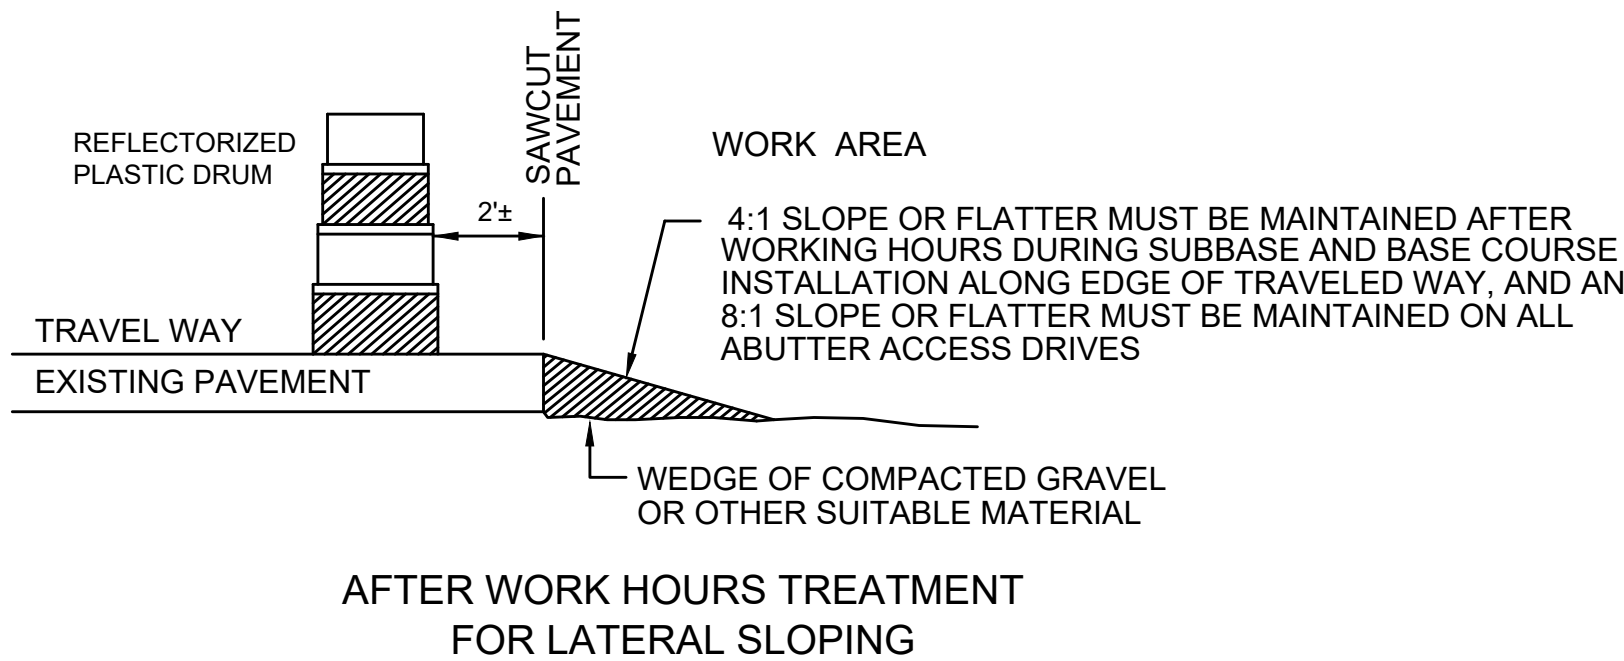 REFLECTORIZED
PLASTIC DRUM
SAWCUT
PAVEMENT
2'±
WORK AREA
4:1 SLOPE OR FLATTER MUST BE MAINTAINED AFTER
WORKING HOURS DURING SUBBASE AND BASE COURSE
INSTALLATION ALONG EDGE OF TRAVELED WAY, AND AN
8:1 SLOPE OR FLATTER MUST BE MAINTAINED ON ALL
ABUTTER ACCESS DRIVES
TRAVEL WAY
EXISTING PAVEMENT
WEDGE OF COMPACTED GRAVEL
OR OTHER SUITABLE MATERIAL
AFTER WORK HOURS TREATMENT
FOR LATERAL SLOPING